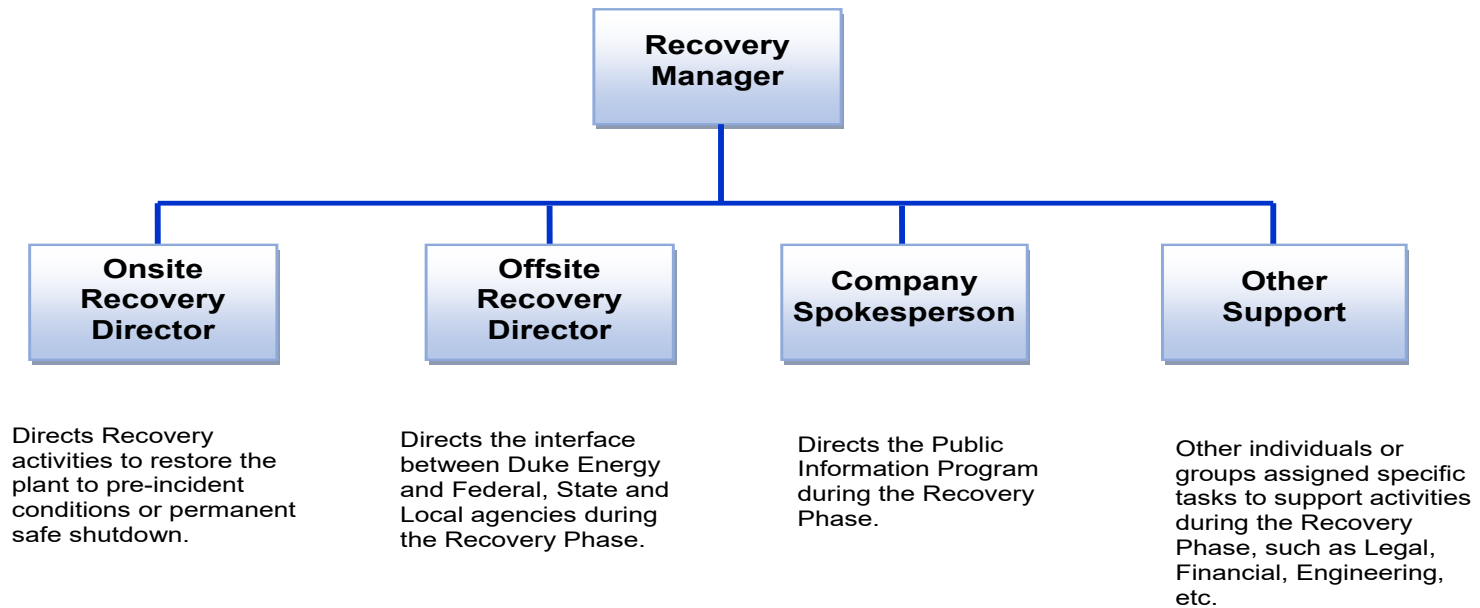 Recovery
Manager
Onsite
Recovery
Director
Offsite
Recovery
Director
Company
Spokesperson
Other
Support
Directs Recovery
activities to restore the
plant to pre-incident
conditions or permanent
safe shutdown.
Directs the interface
between Duke Energy
and Federal, State and
Local agencies during
the Recovery Phase.
Directs the Public
Information Program
during the Recovery
Phase.
Other individuals or
groups assigned specific
tasks to support activities
during the Recovery
Phase, such as Legal,
Financial, Engineering,
etc.